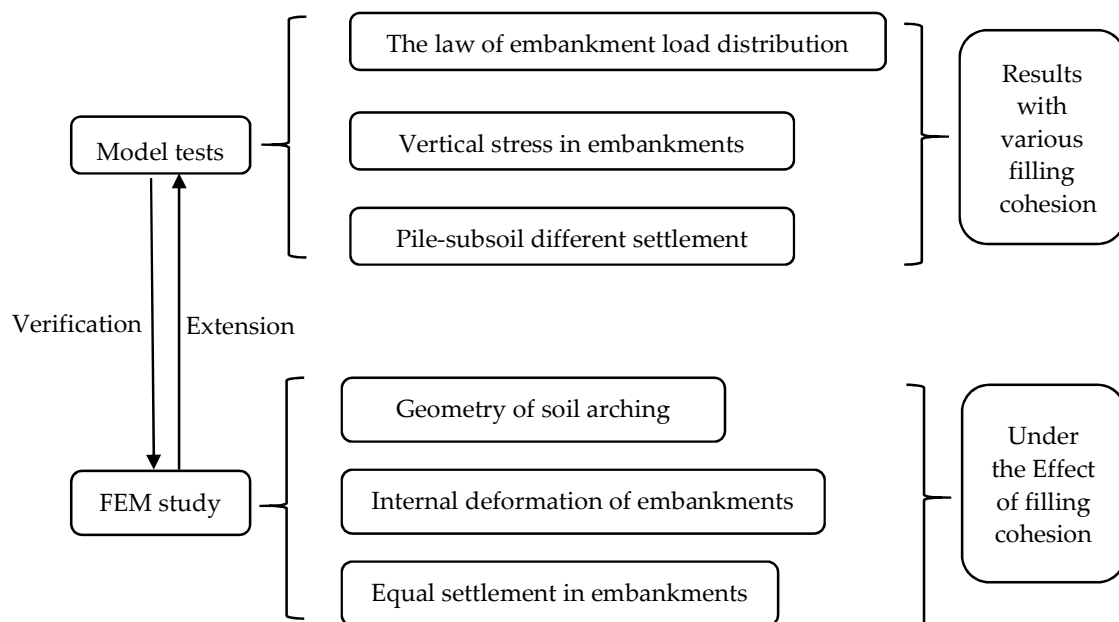 The law of embankment load distribution
Model tests
Vertical stress in embankments
Pile-subsoil different settlement
Results
with
various
filling
cohesion
Verification
Extension
FEM study
Geometry of soil arching
Internal deformation of embankments
Equal settlement in embankments
Under
the Effect
of filling
cohesion